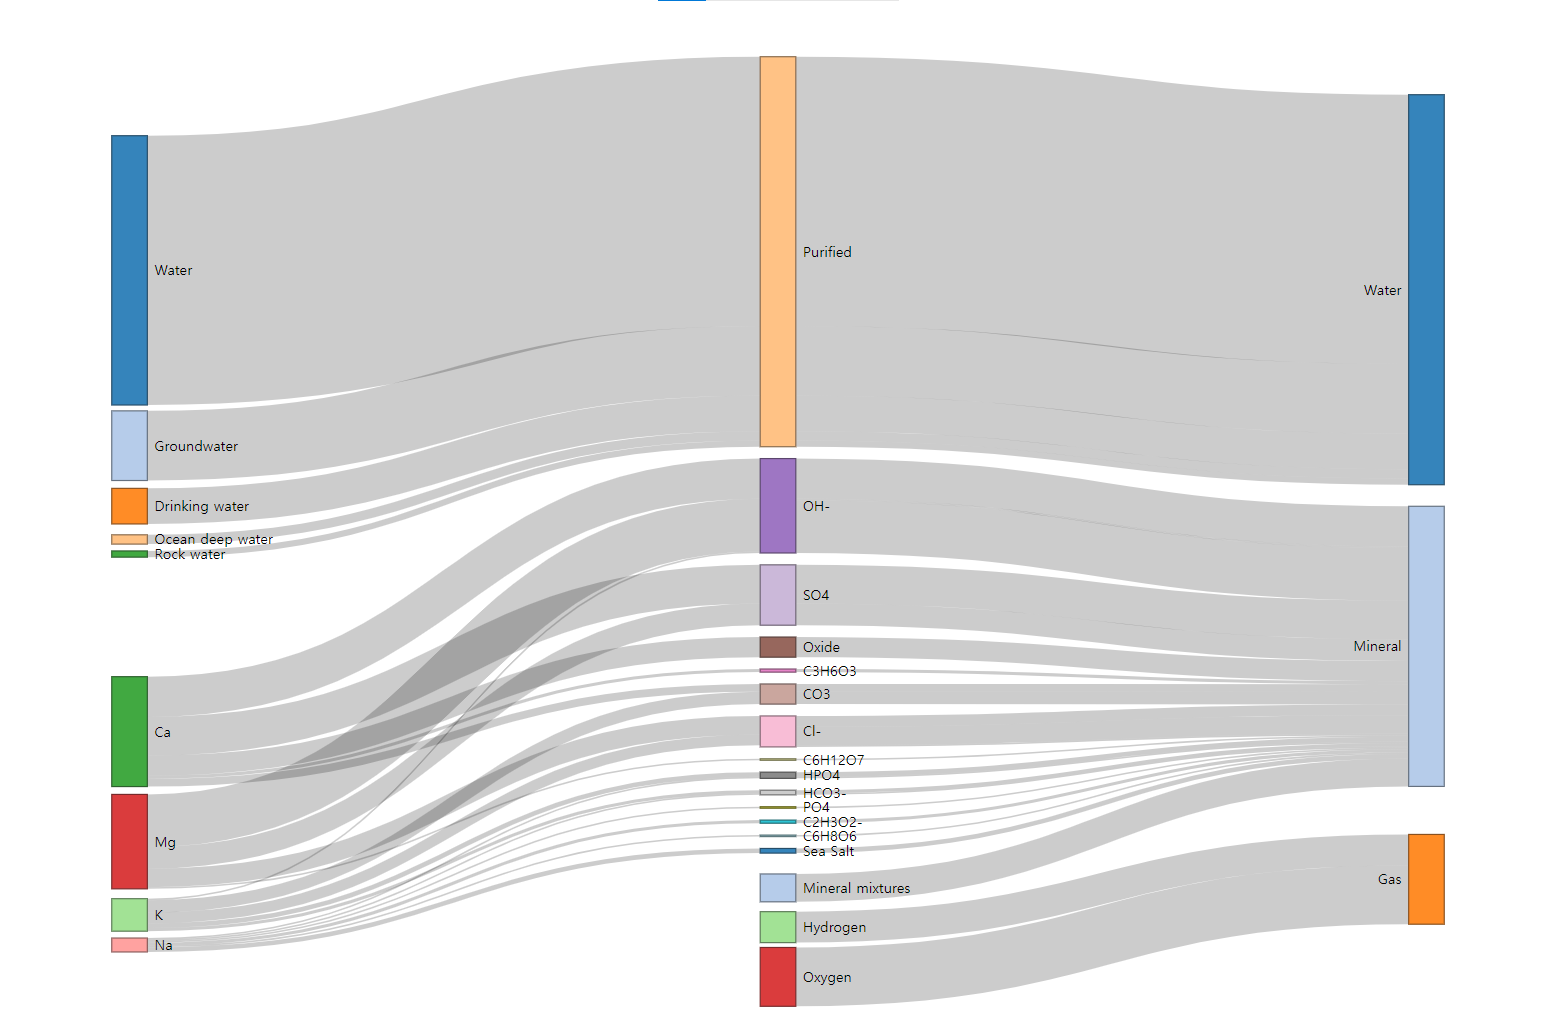 Water
Groundwater
Drinking water
Ocean deep water
Rock water
Ca
Mg
K
Na
Purified
OH-
SO4
Oxide
C3H6O3
CO3
Cl-
C6H12O7
HPO4
HCO3-
PO4
C2H3O2-
C6H8O6
Sea Salt
Mineral mixtures
Hydrogen
Oxygen
Water
Mineral
Gas